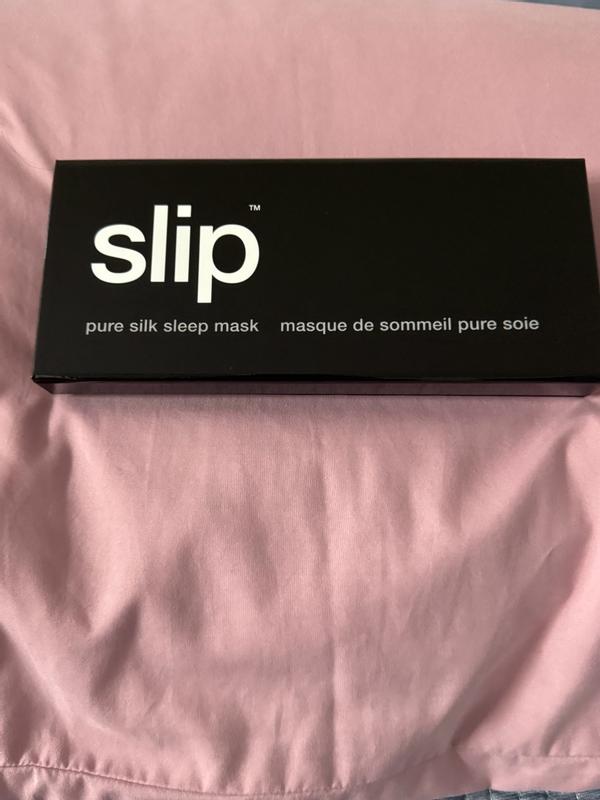 slip™
pure silk sleep mask masque de sommeil pure soie